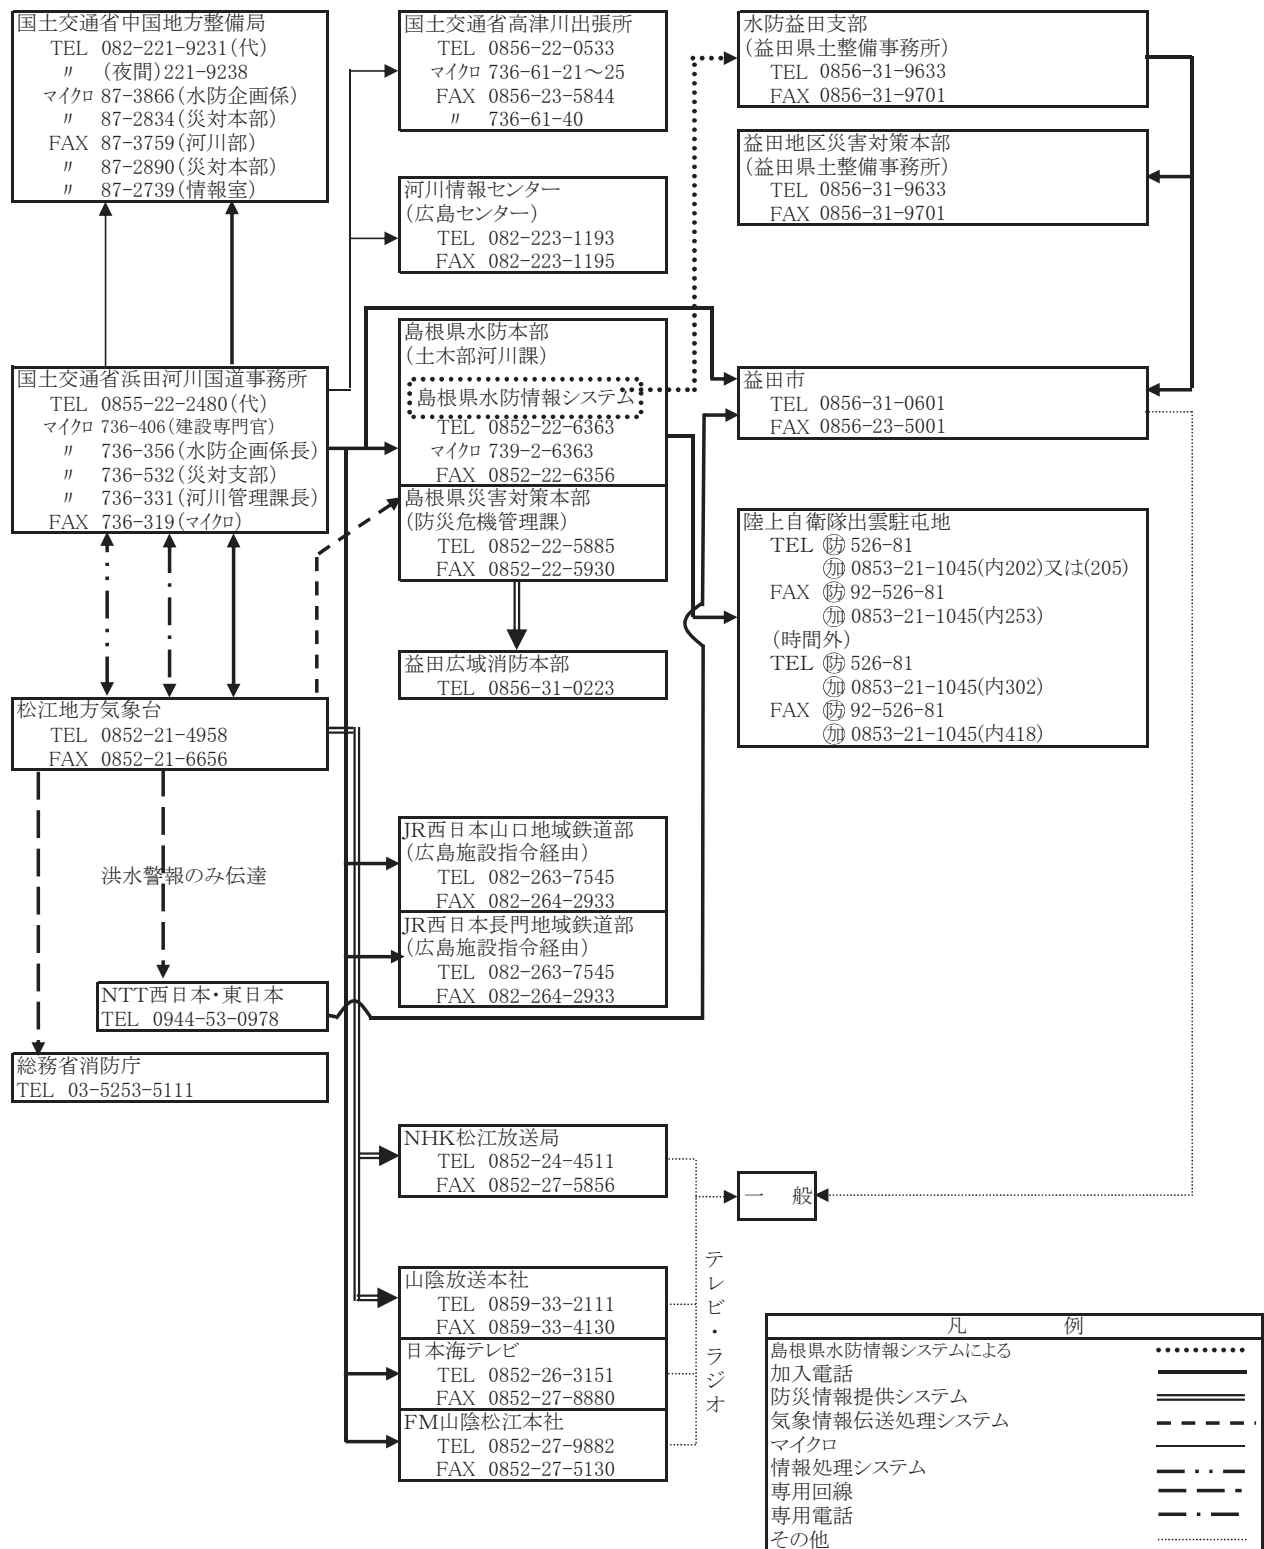 国土交通省中国地方整備局
TEL 082-221-9231(代)
〃 (夜間)221-9238
マイクロ 87-3866(水防企画係)
〃 87-2834(災対本部)
FAX 87-3759(河川部)
〃 87-2890(災対本部)
〃 87-2739(情報室)
国土交通省高津川出張所
TEL 0856-22-0533
マイクロ 736-61-21~25
FAX 0856-23-5844
〃 736-61-40
水防益田支部
(益田県土整備事務所)
TEL 0856-31-9633
FAX 0856-31-9701
益田地区災害対策本部
(益田県土整備事務所)
TEL 0856-31-9633
FAX 0856-31-9701
河川情報センター
(広島センター)
TEL 082-223-1193
FAX 082-223-1195
国土交通省浜田河川国道事務所
TEL 0855-22-2480(代)
マイクロ 736-406(建設専門官)
〃 736-356(水防企画係長)
〃 736-532(災対支部)
〃 736-331(河川管理課長)
FAX 736-319(マイクロ)
島根県水防本部
(土木部河川課)
島根県水防情報システム
TEL 0852-22-6363
マイクロ 739-2-6363
FAX 0852-22-6356
島根県災害対策本部
(防災危機管理課)
TEL 0852-22-5885
FAX 0852-22-5930
益田市
TEL 0856-31-0601
FAX 0856-23-5001
陸上自衛隊出雲駐屯地
TEL ㊥防 526-81
加 0853-21-1045(内202)又は(205)
FAX 防 92-526-81
加 0853-21-1045(内253)
(時間外)
TEL 防 526-81
加 0853-21-1045(内302)
FAX 防 92-526-81
加 0853-21-1045(内418)
益田広域消防本部
TEL 0856-31-0223
松江地方気象台
TEL 0852-21-4958
FAX 0852-21-6656
洪水警報のみ伝達
JR西日本山口地域鉄道部
(広島施設指令経由)
TEL 082-263-7545
FAX 082-264-2933
JR西日本長門地域鉄道部
(広島施設指令経由)
TEL 082-263-7545
FAX 082-264-2933
NTT西日本・東日本
TEL 0944-53-0978
総務省消防庁
TEL 03-5253-5111
NHK松江放送局
TEL 0852-24-4511
FAX 0852-27-5856
一 般
テレビ・ラジオ
山陰放送本社
TEL 0859-33-2111
FAX 0859-33-4130
日本海テレビ
TEL 0852-26-3151
FAX 0852-27-8880
FM山陰松江本社
TEL 0852-27-9882
FAX 0852-27-5130
凡 例
島根県水防情報システムによる
加入電話
防災情報提供システム
気象情報伝送処理システム
マイクロ
情報処理システム
専用回線
専用電話
その他